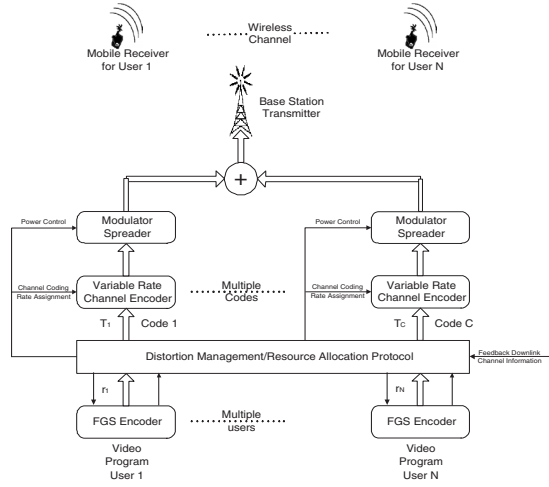 Wireless
Channel
Mobile Receiver
for User 1
Mobile Receiver
for User N
Base Station
Transmitter
+
Power Control
Modulator
Spreader
Power Control
Modulator
Spreader
Channel Coding
Rate Assignment
Variable Rate
Channel Encoder
Multiple
Codes
Channel Coding
Rate Assignment
Variable Rate
Channel Encoder
T1
Code 1
TC
Code C
Distortion Management/Resource Allocation Protocol
Feedback Downlink
Channel Information
r1
rN
FGS Encoder
Multiple
users
FGS Encoder
Video
Program
User 1
Video
Program
User N